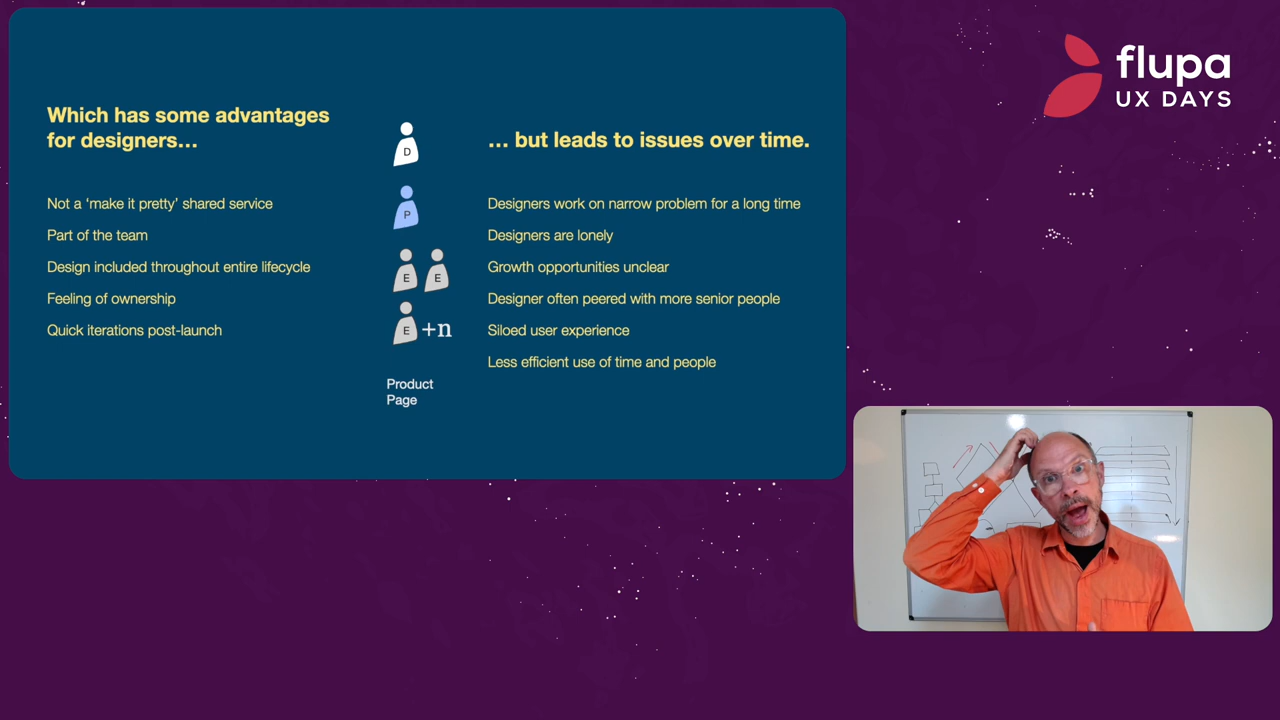 Which has some advantages
for designers…
Not a ‘make it pretty’ shared service
Part of the team
Design included throughout entire lifecycle
Feeling of ownership
Quick iterations post-launch
D
P
E E
E +n
Product
Page
… but leads to issues over time.
Designers work on narrow problem for a long time
Designers are lonely
Growth opportunities unclear
Designer often peered with more senior people
Siloed user experience
Less efficient use of time and people
flupa
UX DAYS